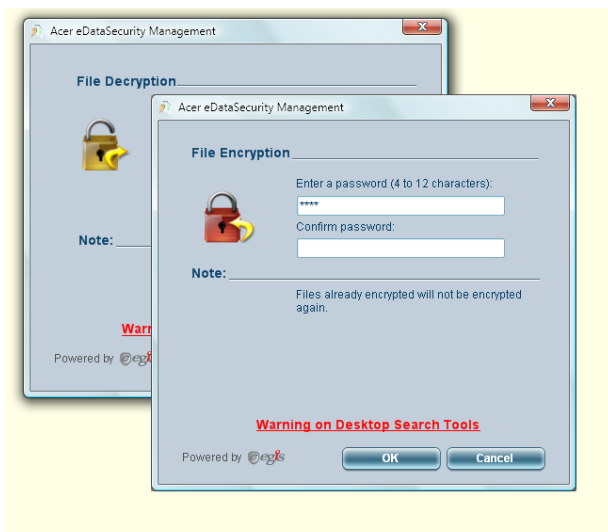 Acer eDataSecurity Management
File Decryption
Note:
Powered by egis
Acer eDataSecurity Management
File Encryption
Enter a password (4 to 12 characters):
****
Confirm password:
Note:
Files already encrypted will not be encrypted
again.
Warning on Desktop Search Tools
Powered by egis
OK
Cancel